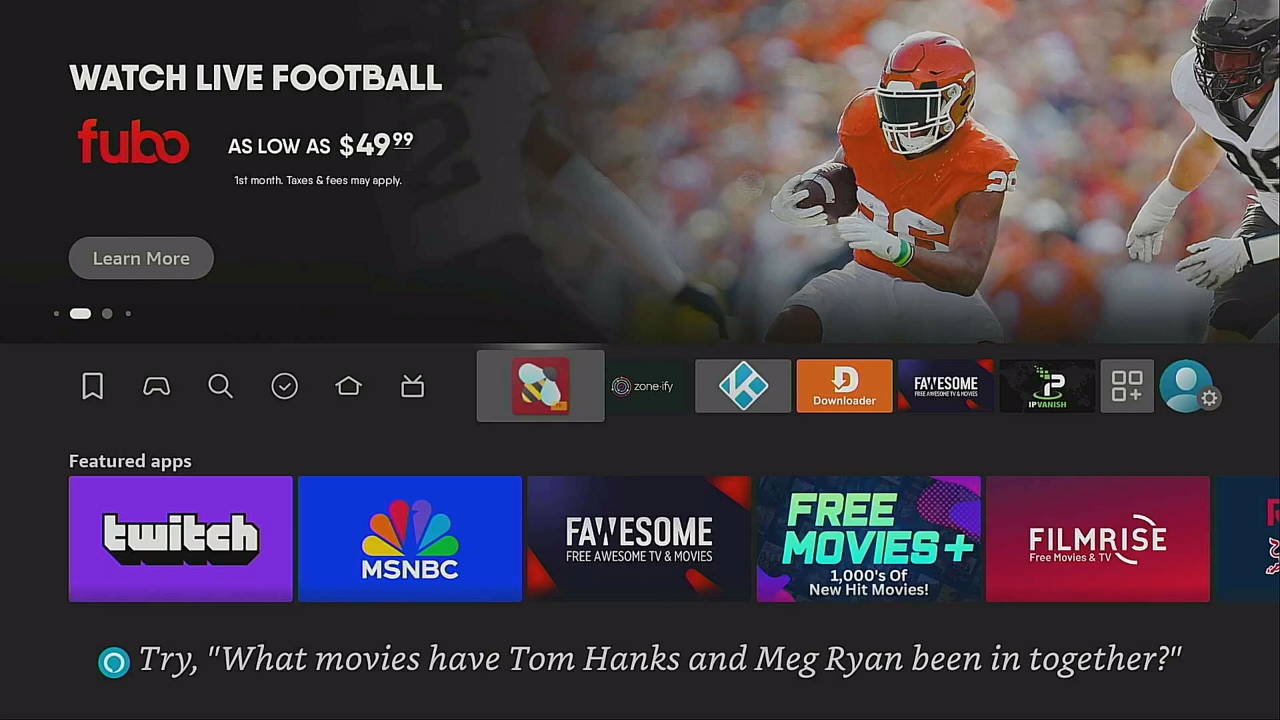 WATCH LIVE FOOTBALL
fubo
AS LOW AS $49.99
1st month. Taxes & fees may apply.
Learn More
26
zone-ify
Downloader
FAWESOME
FREE AWESOME TV & MOVIES
IP
IPVANISH
Featured apps
twitch
MSNBC
FAWESOME
FREE AWESOME TV & MOVIES
FREE
MOVIES+
1,000's Of
New Hit Movies!
FILMRISE
Free Movies & TV
Try, "What movies have Tom Hanks and Meg Ryan been in together?"